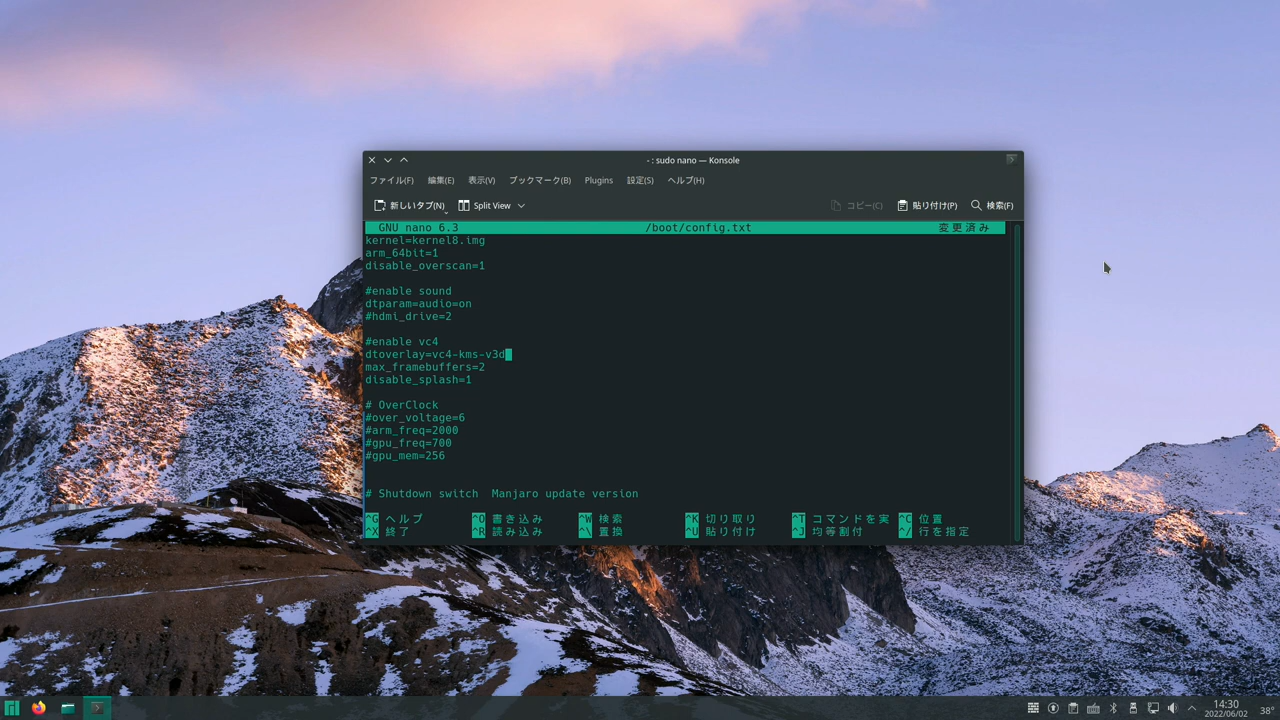 - : sudo nano — Konsole
ファイル(F) 編集(E) 表示(V) ブックマーク(B) Plugins 設定(S) ヘルプ(H)
新しいタブ(N) Split View コピー(C) 貼り付け(P) 検索(F)
GNU nano 6.3 /boot/config.txt 変更済み
kernel=kernel8.img
arm_64bit=1
disable_overscan=1
#enable sound
dtparam=audio=on
#hdmi_drive=2
#enable vc4
dtoverlay=vc4-kms-v3d
max_framebuffers=2
disable_splash=1
# OverClock
#over_voltage=6
#arm_freq=2000
#gpu_freq=700
#gpu_mem=256
# Shutdown switch  Manjaro update version
^G ヘルプ ^O 書き込み ^W 検索 ^K 切り取り ^T コマンドを実 ^C 位置
^X 終了 ^R 読み込み ^\ 置換 ^U 貼り付け ^J 均等割付 ^/ 行を指定
14:30
2022/06/02
38°